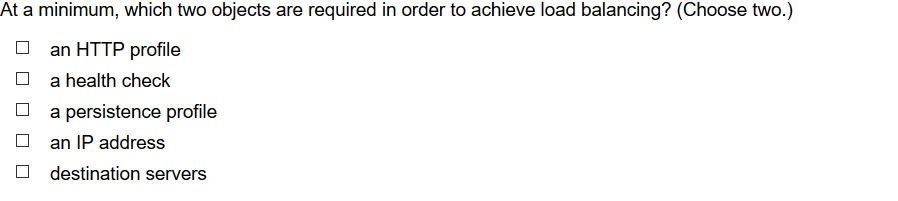 At a minimum, which two objects are required in order to achieve load balancing? (Choose two.)
an HTTP profile
a health check
a persistence profile
an IP address
destination servers